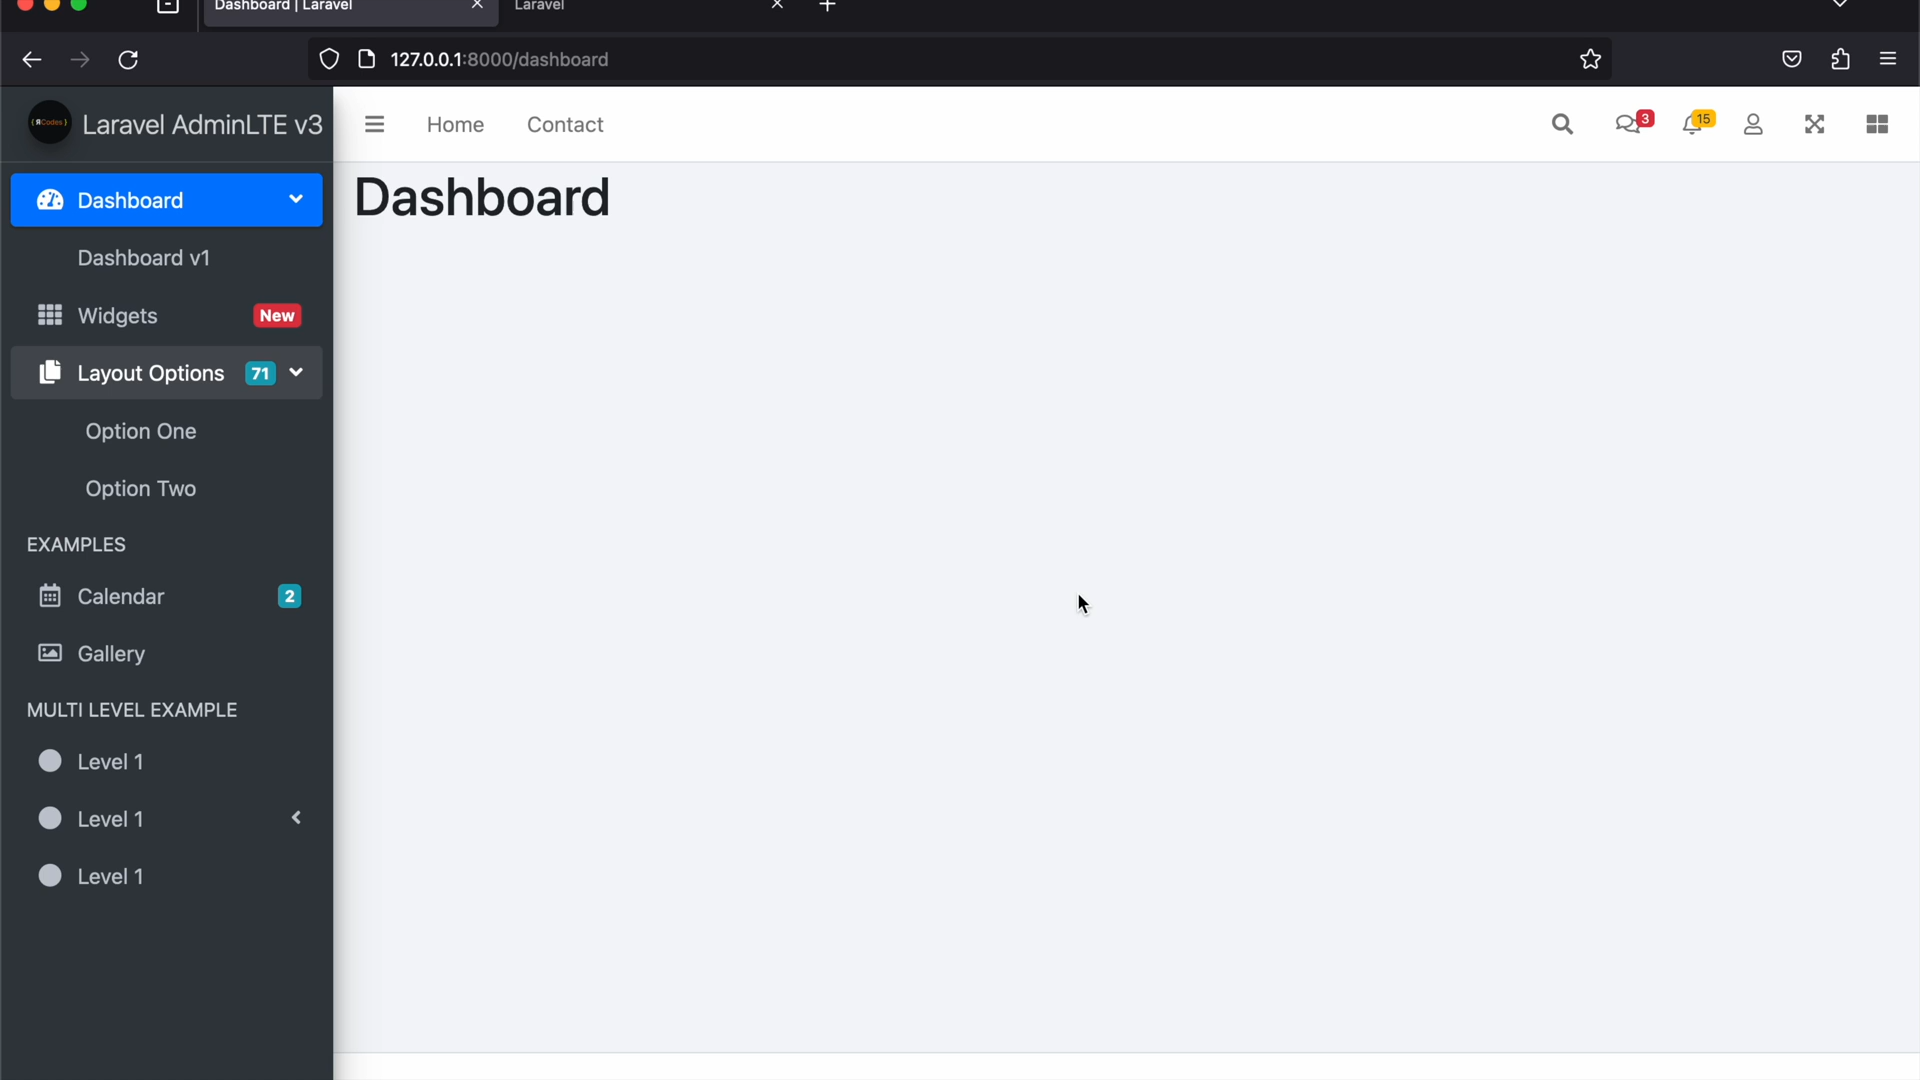 Dashboard | Laravel
Laravel
127.0.0.1:8000/dashboard
{ЯCodes}
Laravel AdminLTE v3
Home
Contact
3
15
Dashboard
Dashboard
Dashboard v1
Widgets
New
Layout Options
71
Option One
Option Two
EXAMPLES
Calendar
2
Gallery
MULTI LEVEL EXAMPLE
Level 1
Level 1
Level 1